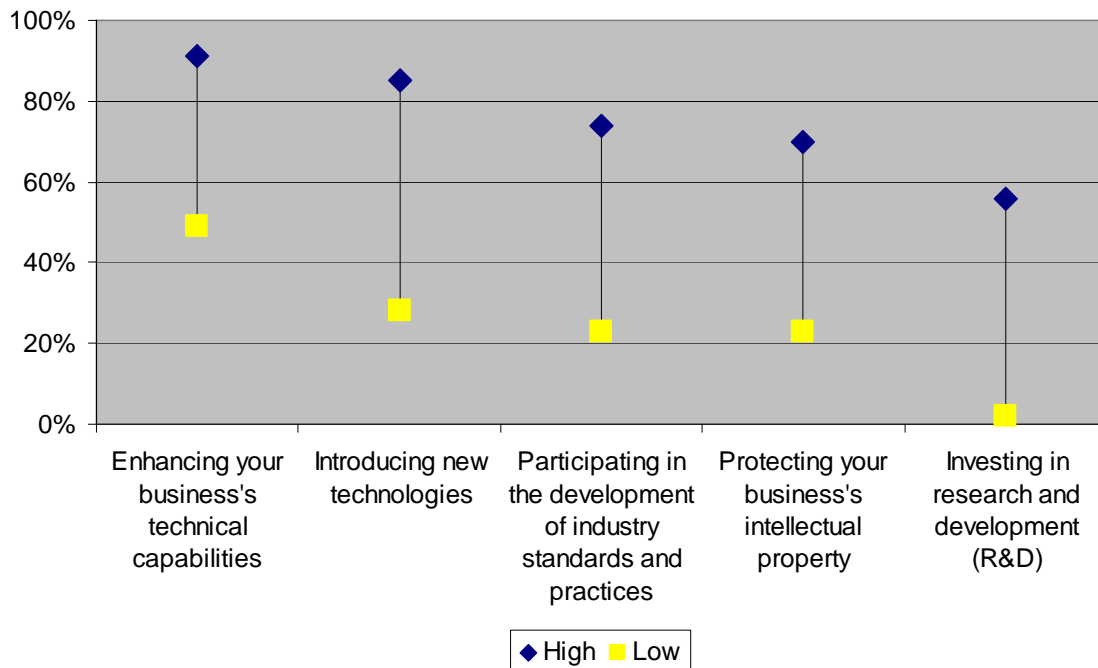 100%
80%
60%
40%
20%
0%
Enhancing your
business's
technical
capabilities
Introducing new
technologies
Participating in
the development
of industry
standards and
practices
Protecting your
business's
intellectual
property
Investing in
research and
development
(R&D)
High Low